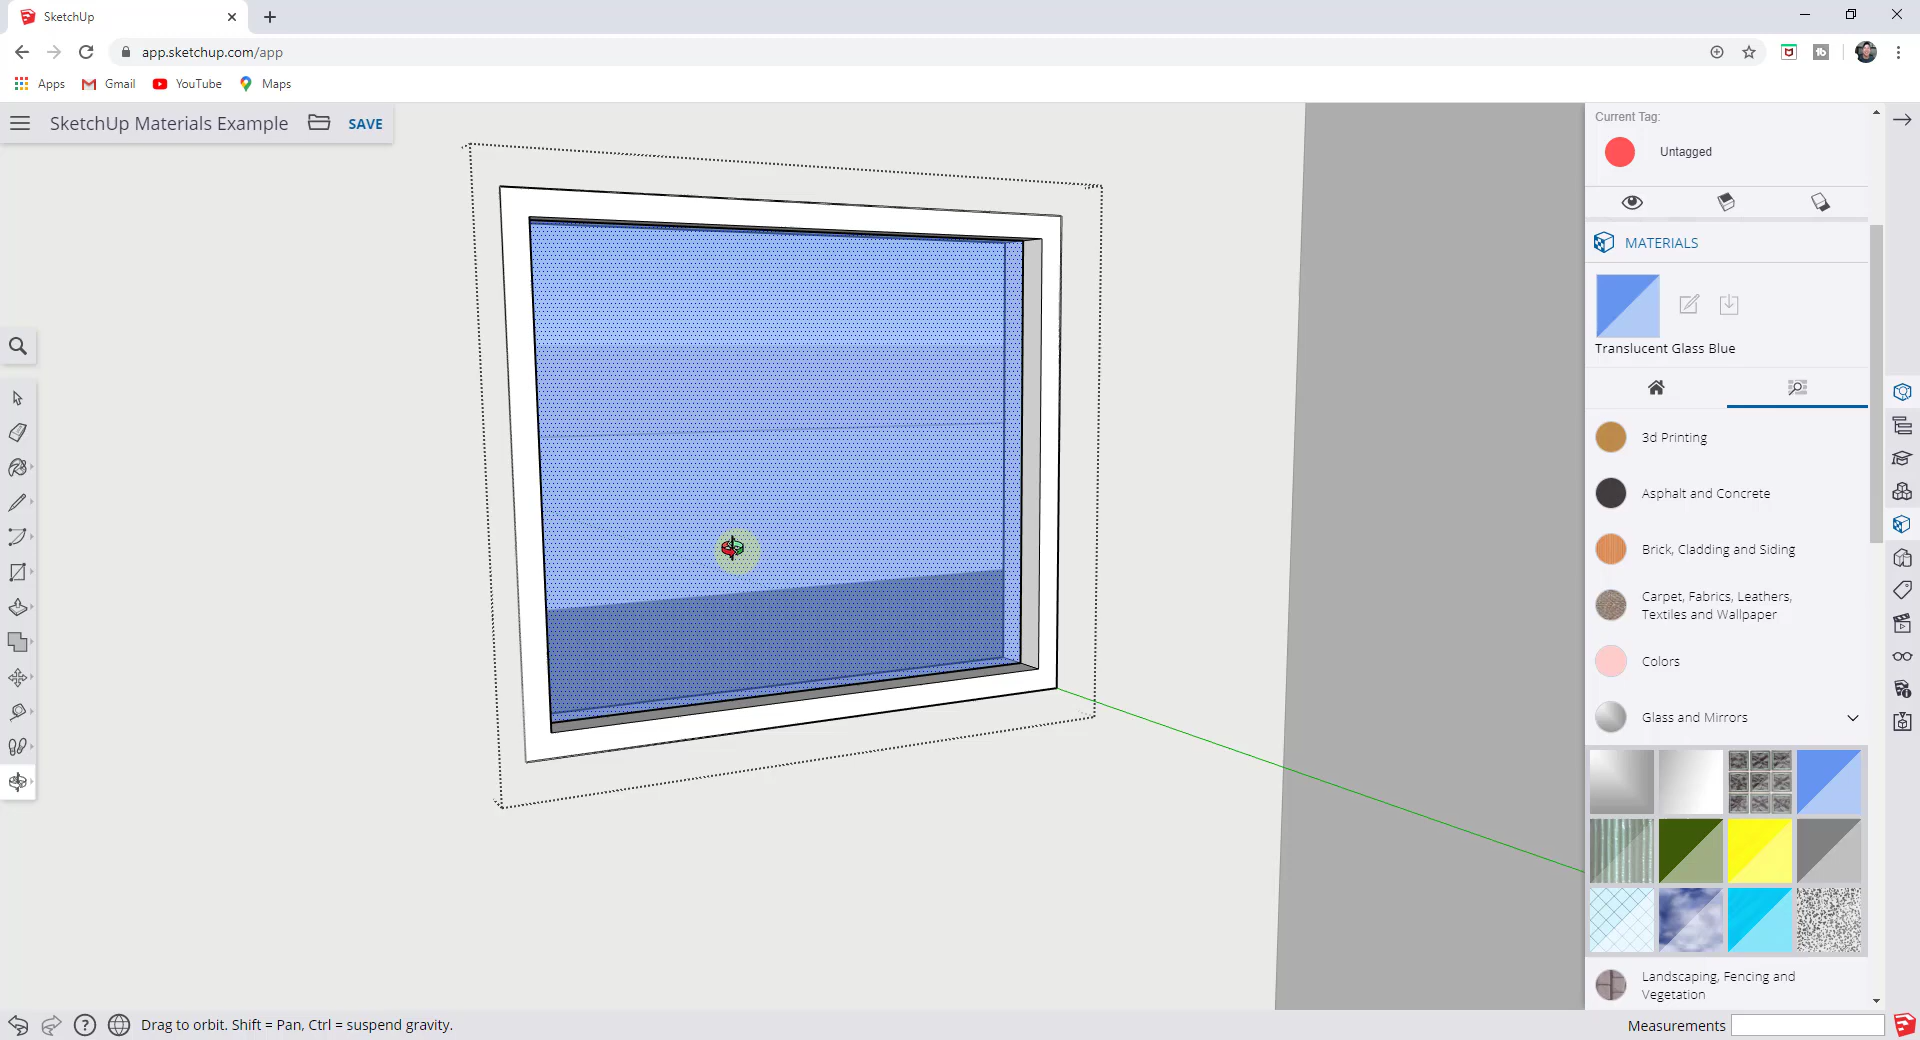 SketchUp
app.sketchup.com/app
Apps
Gmail
YouTube
Maps
SketchUp Materials Example
SAVE
Current Tag:
Untagged
MATERIALS
Translucent Glass Blue
3d Printing
Asphalt and Concrete
Brick, Cladding and Siding
Carpet, Fabrics, Leathers,
Textiles and Wallpaper
Colors
Glass and Mirrors
Landscaping, Fencing and
Vegetation
Drag to orbit. Shift = Pan, Ctrl = suspend gravity.
Measurements